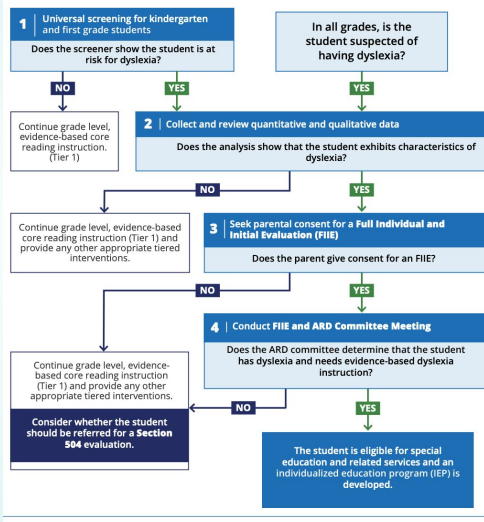 1 | Universal screening for kindergarten
and first grade students
Does the screener show the student is at
risk for dyslexia?
In all grades, is the
student suspected of
having dyslexia?
NO
YES
YES
Continue grade level,
evidence-based core
reading instruction.
(Tier 1)
2 | Collect and review quantitative and qualitative data
Does the analysis show that the student exhibits characteristics of
dyslexia?
NO
YES
Continue grade level, evidence-based
core reading instruction (Tier 1) and
provide any other appropriate tiered
interventions.
3 | Seek parental consent for a Full Individual and
Initial Evaluation (FIIE)
Does the parent give consent for an FIIE?
NO
YES
4 | Conduct FIIE and ARD Committee Meeting
Does the ARD committee determine that the student
has dyslexia and needs evidence-based dyslexia
instruction?
Continue grade level, evidence-
based core reading instruction
(Tier 1) and provide any other
appropriate tiered interventions.
Consider whether the student
should be referred for a Section
504 evaluation.
NO
YES
The student is eligible for special
education and related services and an
individualized education program (IEP) is
developed.